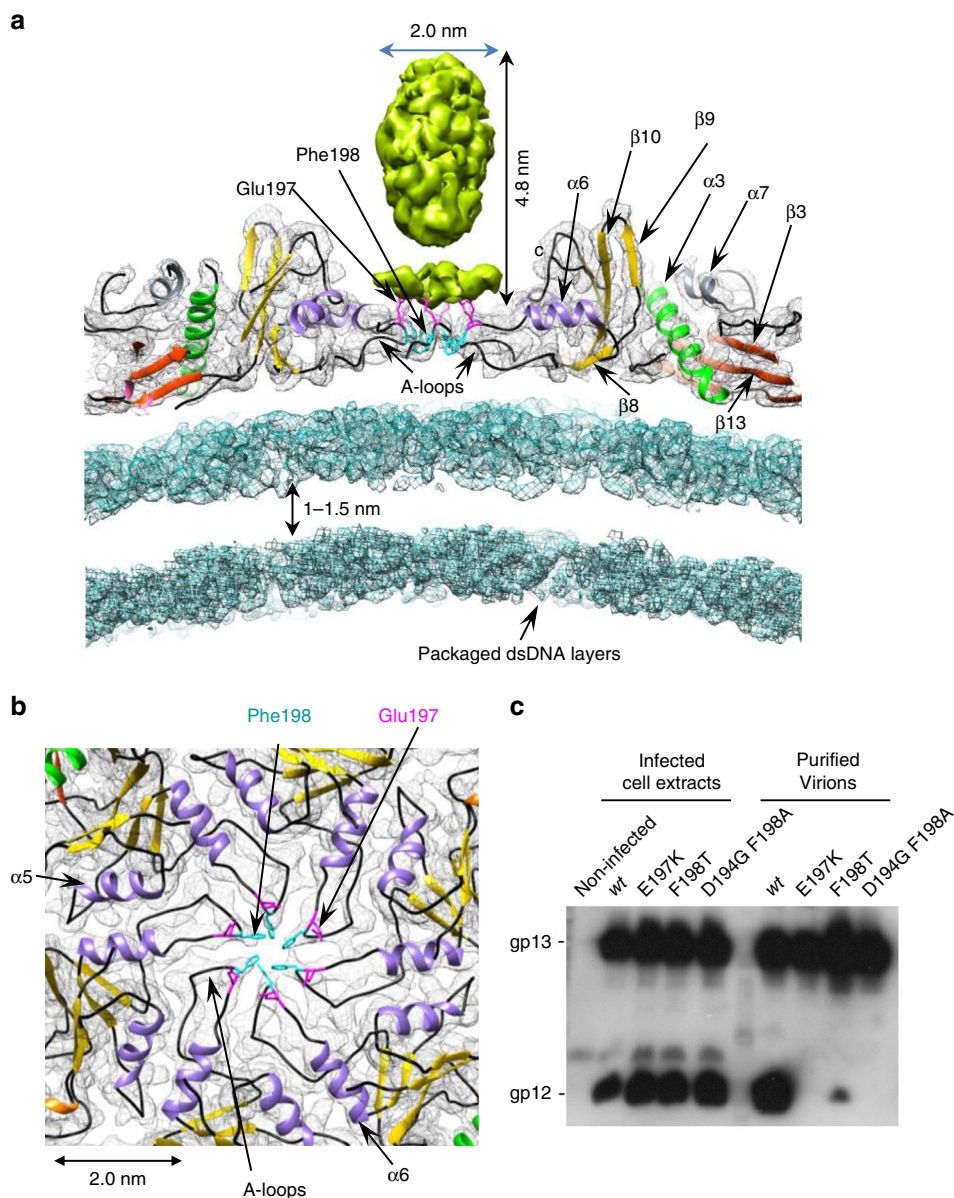 a
2.0 nm
4.8 nm
Phe198
Glu197
β10
β9
α6
α3
α7
β3
c
A-loops
β8
β13
1–1.5 nm
Packaged dsDNA layers
b
Phe198
Glu197
α5
2.0 nm
A-loops
α6
c
Infected
cell extracts
Purified
Virions
Non-infected
wt
E197K
F198T
D194G F198A
wt
E197K
F198T
D194G F198A
gp13 -
gp12 -